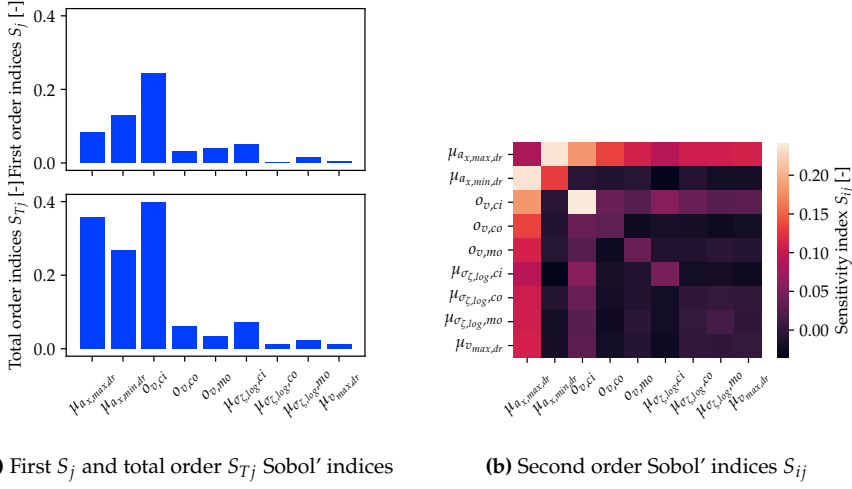 First order indices S_j [-]
0.4
0.2
0.0
Total order indices S_Tj [-]
0.4
0.2
0.0
μ_{a_{x,max,dr}}
μ_{a_{x,min,dr}}
o_{v,ci}
o_{v,co}
o_{v,mo}
μ_{σ_{ζ,log},ci}
μ_{σ_{ζ,log},co}
μ_{σ_{ζ,log},mo}
μ_{v_{max,dr}}
) First S_j and total order S_{Tj} Sobol' indices
μ_{a_{x,max,dr}}
μ_{a_{x,min,dr}}
o_{v,ci}
o_{v,co}
o_{v,mo}
μ_{σ_{ζ,log},ci}
μ_{σ_{ζ,log},co}
μ_{σ_{ζ,log},mo}
μ_{v_{max,dr}}
μ_{a_{x,max,dr}}
μ_{a_{x,min,dr}}
o_{v,ci}
o_{v,co}
o_{v,mo}
μ_{σ_{ζ,log},ci}
μ_{σ_{ζ,log},co}
μ_{σ_{ζ,log},mo}
μ_{v_{max,dr}}
0.20
0.15
0.10
0.05
0.00
Sensitivity index S_{ij} [-]
(b) Second order Sobol' indices S_{ij}